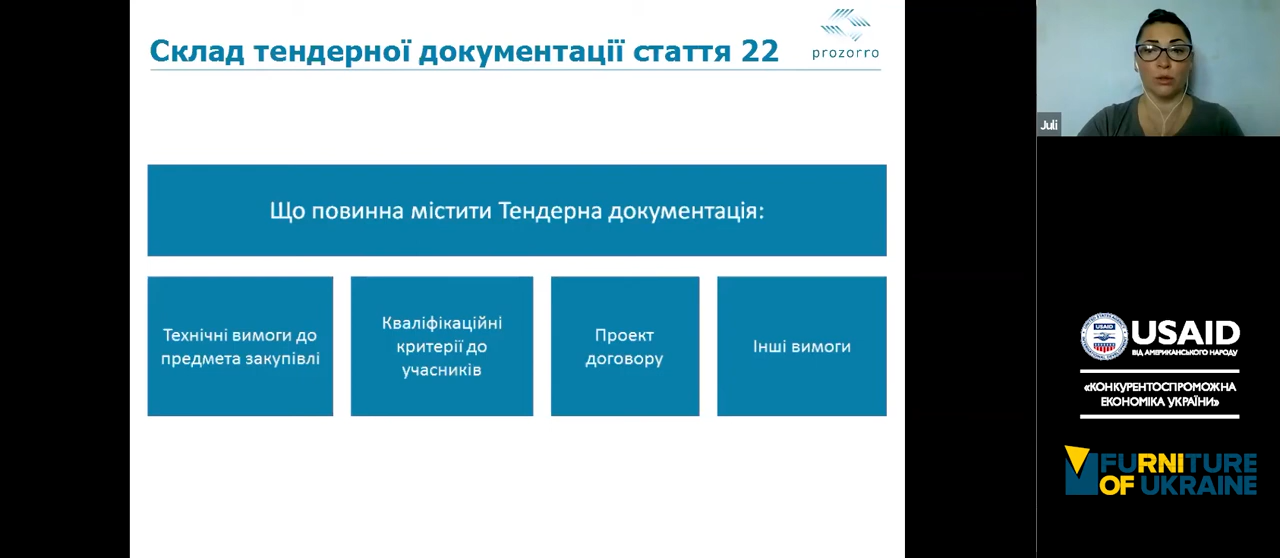 Склад тендерної документації стаття 22
prozorro
Що повинна містити Тендерна документація:
Технічні вимоги до
предмета закупівлі
Кваліфікаційні
критерії до
учасників
Проект
договору
Інші вимоги
Juli
USAID
USAID
ВІД АМЕРИКАНСЬКОГО НАРОДУ
«КОНКУРЕНТОСПРОМОЖНА
ЕКОНОМІКА УКРАЇНИ»
FURNITURE
OF UKRAINE